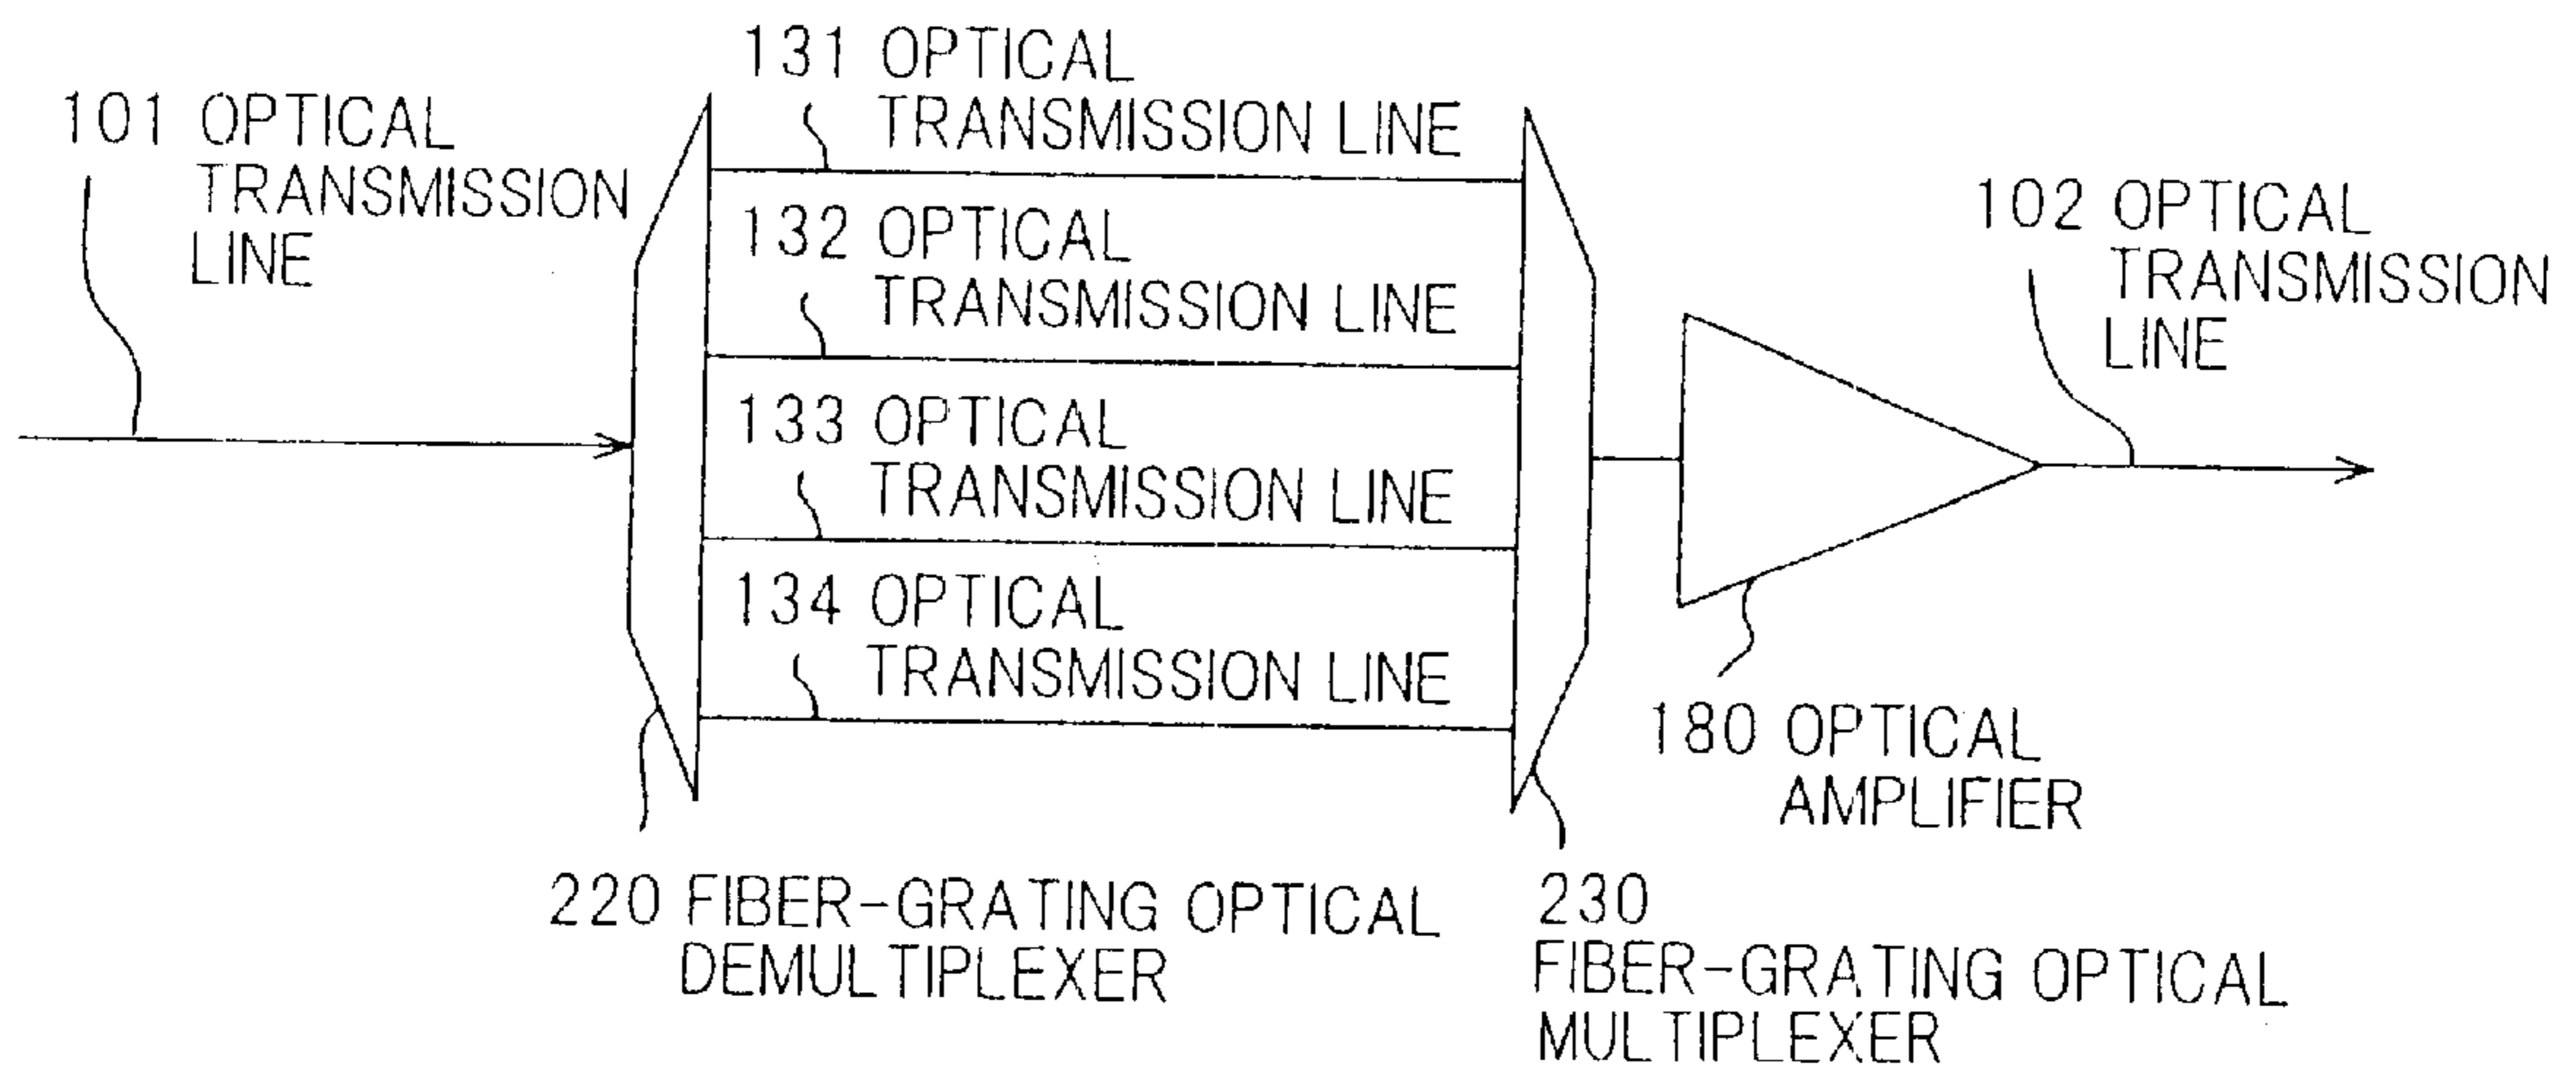 101 OPTICAL
TRANSMISSION
LINE
131 OPTICAL
TRANSMISSION LINE
132 OPTICAL
TRANSMISSION LINE
133 OPTICAL
TRANSMISSION LINE
134 OPTICAL
TRANSMISSION LINE
102 OPTICAL
TRANSMISSION
LINE
180 OPTICAL
AMPLIFIER
220 FIBER-GRATING OPTICAL
DEMULTIPLEXER
230
FIBER-GRATING OPTICAL
MULTIPLEXER